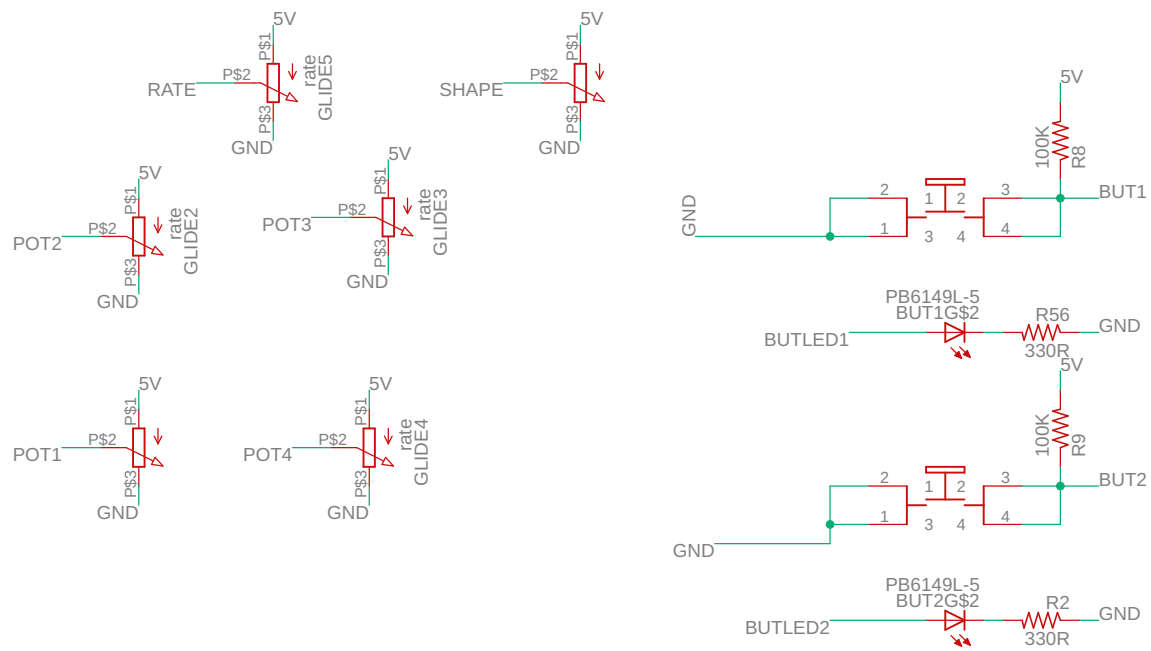 5V
P$1
P$2
RATE
P$3
GND
rate
GLIDE5
5V
P$1
P$2
SHAPE
P$3
GND
5V
P$1
P$2
POT2
P$3
GND
rate
GLIDE2
5V
P$1
P$2
POT3
P$3
GND
rate
GLIDE3
5V
P$1
P$2
POT1
P$3
GND
5V
P$1
P$2
POT4
P$3
GND
rate
GLIDE4
5V
100K
R8
GND
2
1
1 2
3 4
3
4
BUT1
PB6149L-5
BUT1G$2
BUTLED1
R56
330R
GND
5V
100K
R9
GND
2
1
1 2
3 4
3
4
BUT2
PB6149L-5
BUT2G$2
BUTLED2
R2
330R
GND